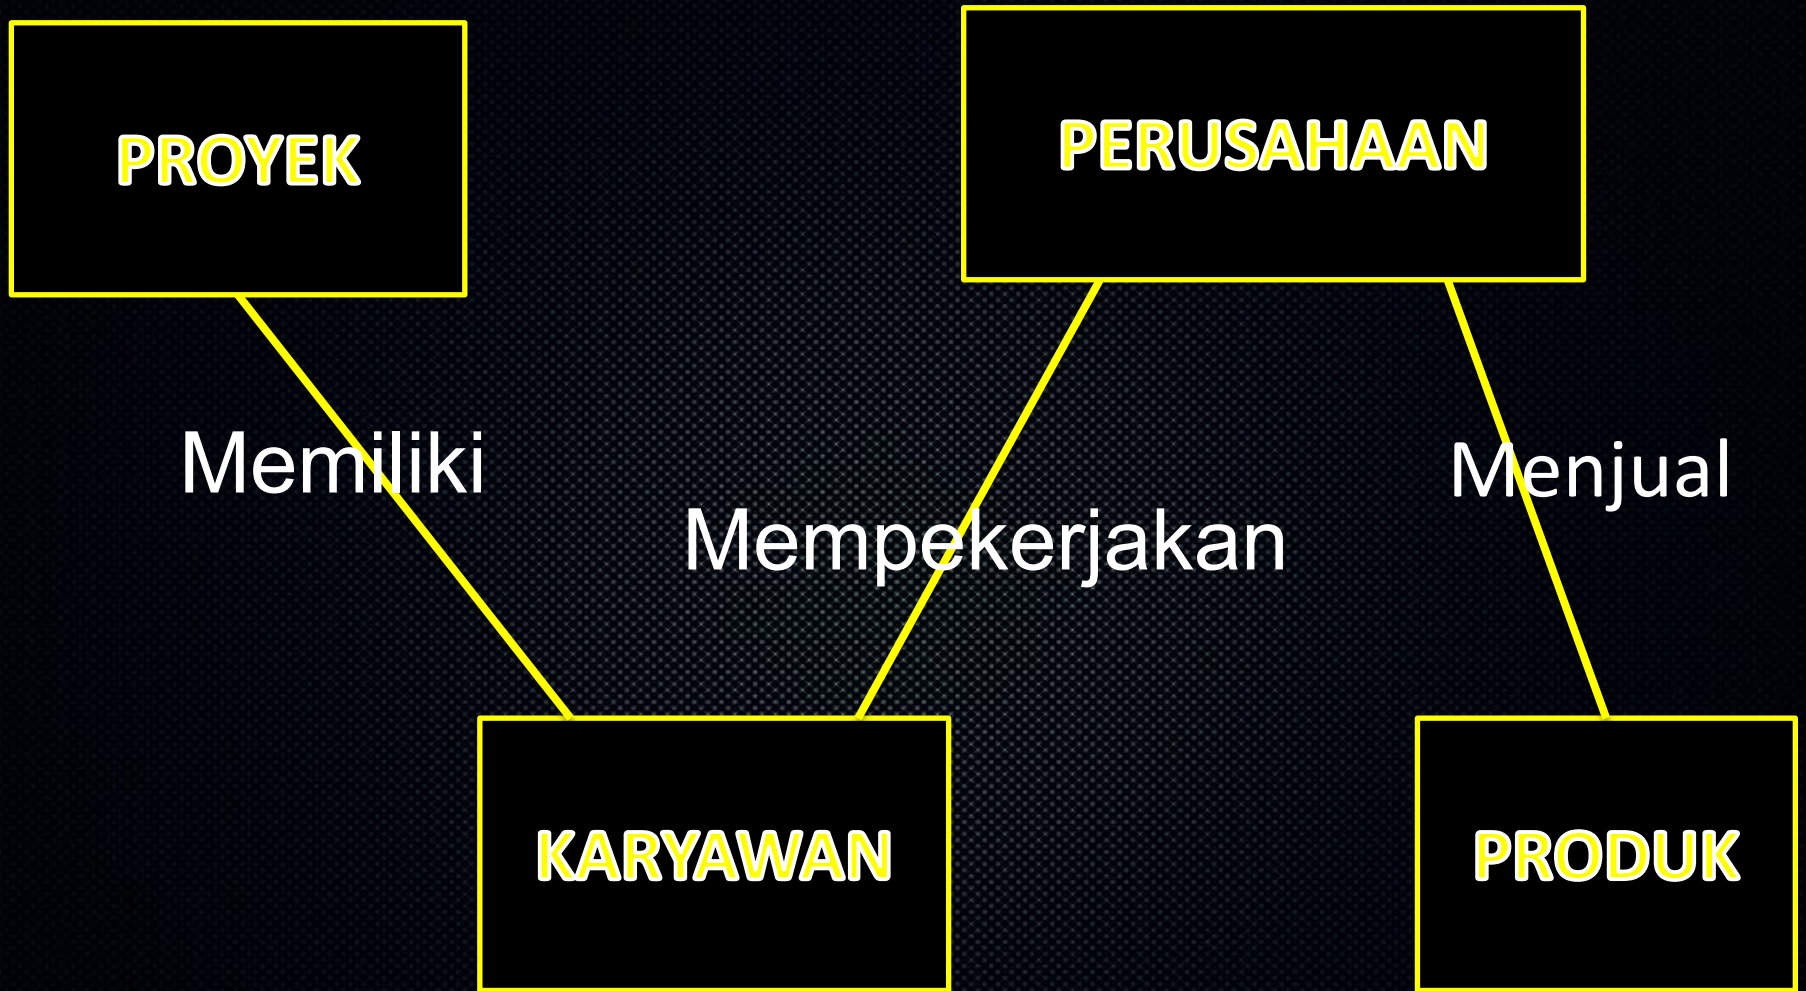 PROYEK
PERUSAHAAN
Memiliki
Mempekerjakan
Menjual
KARYAWAN
PRODUK